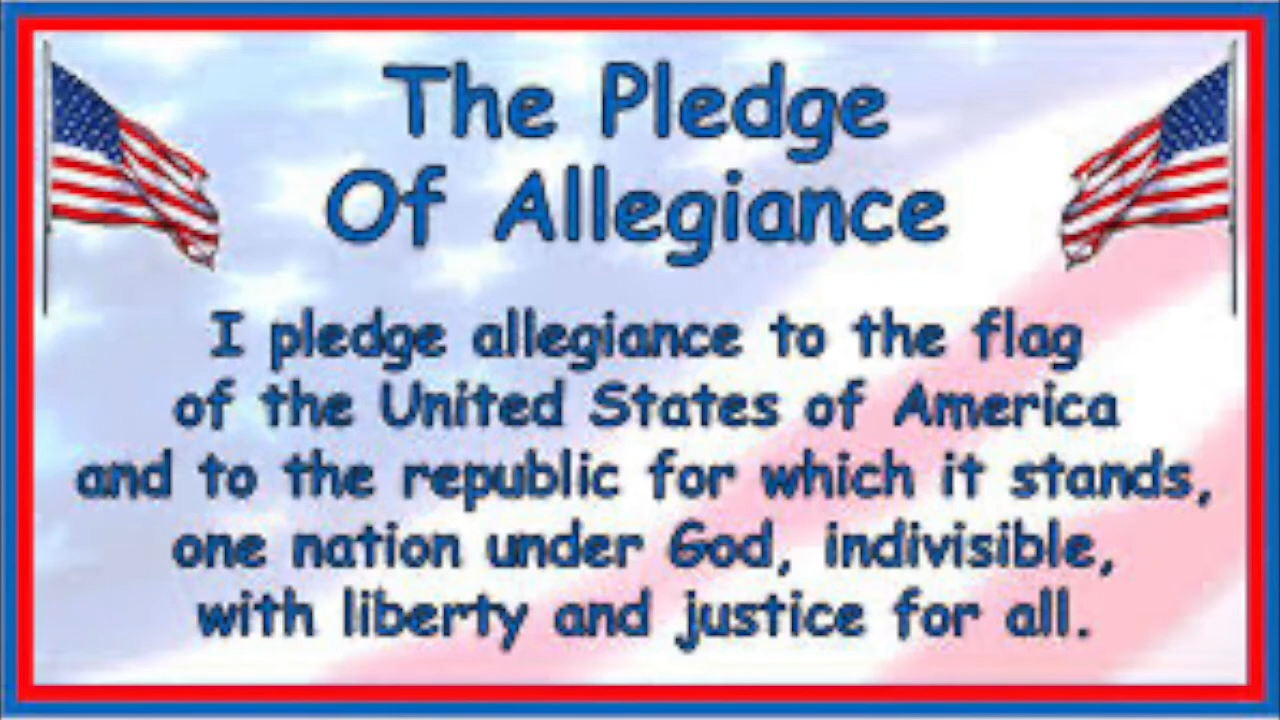 The Pledge
Of Allegiance
I pledge allegiance to the flag
of the United States of America
and to the republic for which it stands,
one nation under God, indivisible,
with liberty and justice for all.